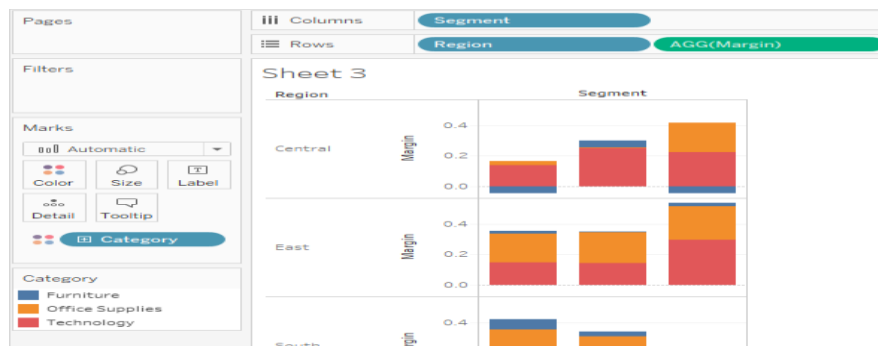 Pages
Columns
Segment
Rows
Region
AGG(Margin)
Filters
Sheet 3
Region
Segment
Marks
Automatic
Color
Size
Label
Detail
Tooltip
Category
Central
Margin
0.4
0.2
0.0
East
Margin
0.4
0.2
0.0
Category
Furniture
Office Supplies
Technology
0.4